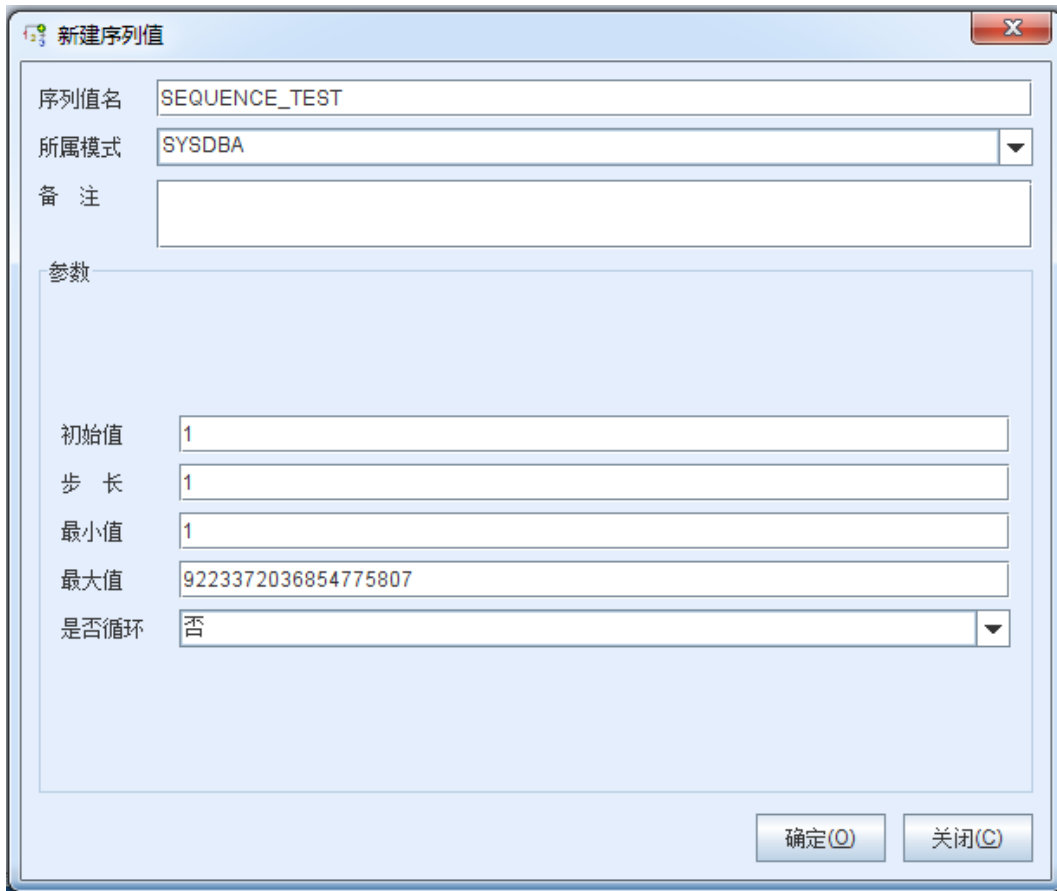 新建序列值
序列值名 SEQUENCE_TEST
所属模式 SYSDBA
备 注
参数
初始值 1
步 长 1
最小值 1
最大值 9223372036854775807
是否循环 否
确定(O) 关闭(C)